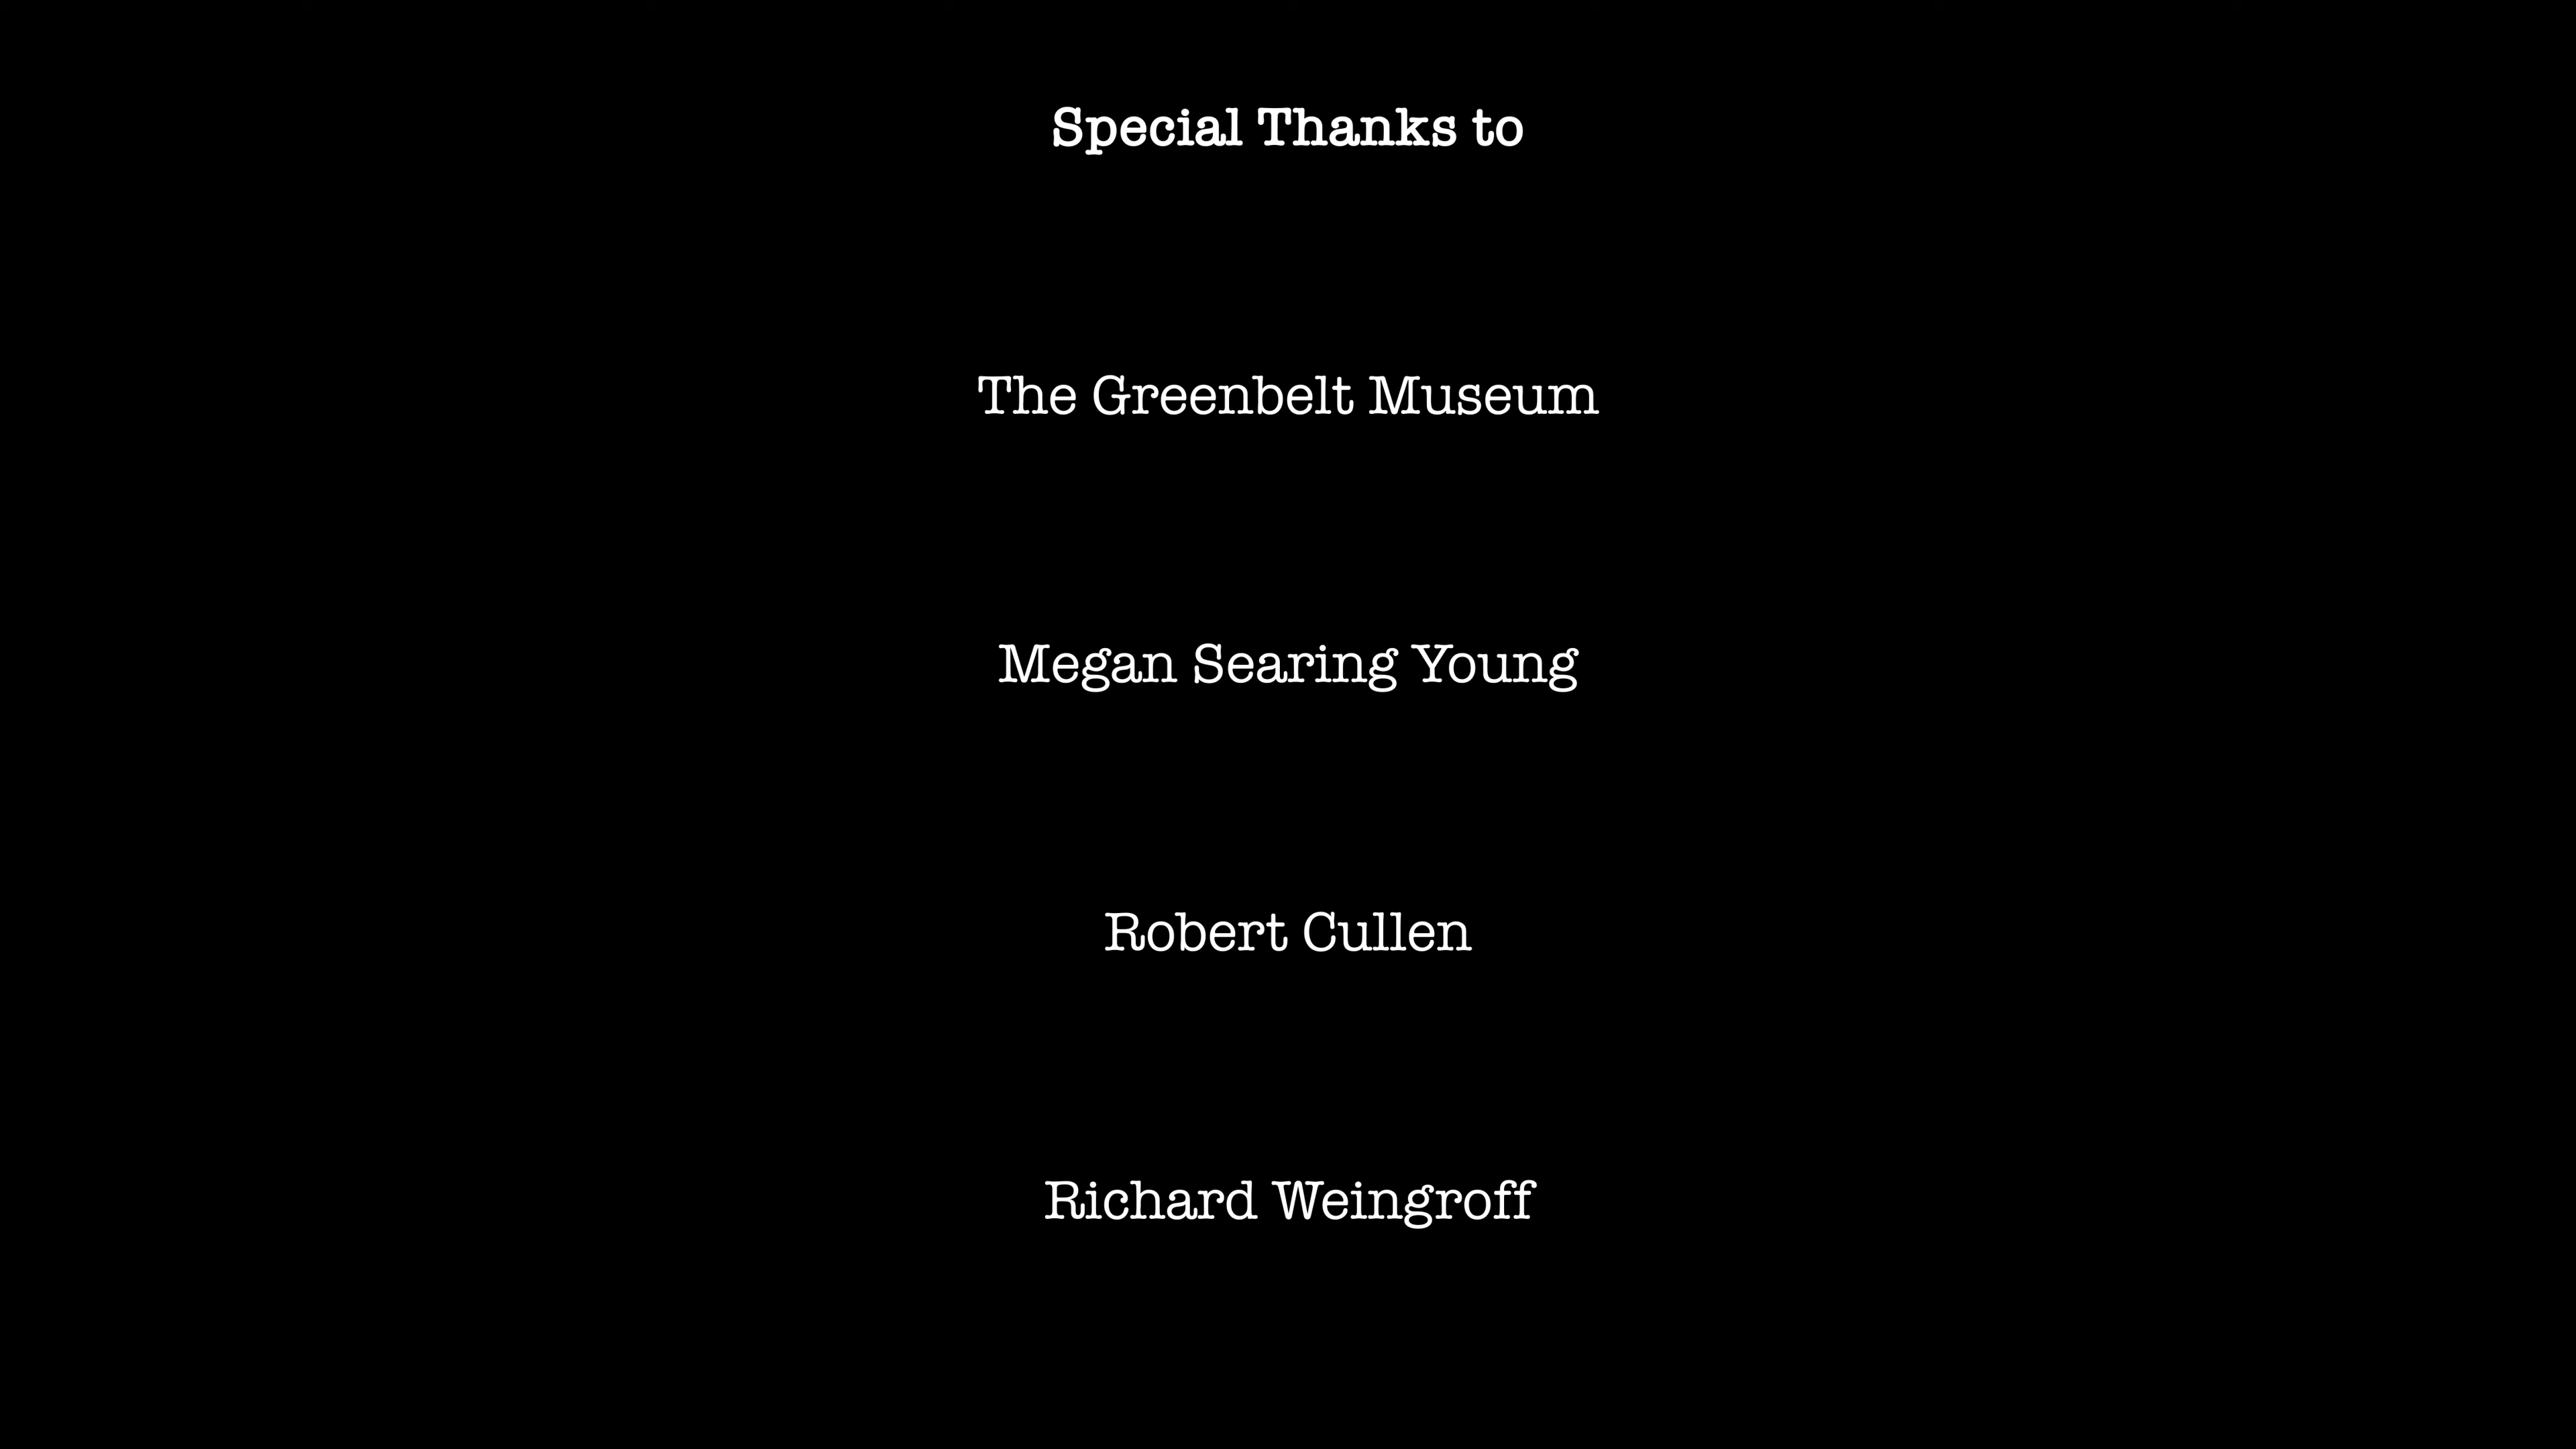 Special Thanks to
The Greenbelt Museum
Megan Searing Young
Robert Cullen
Richard Weingroff